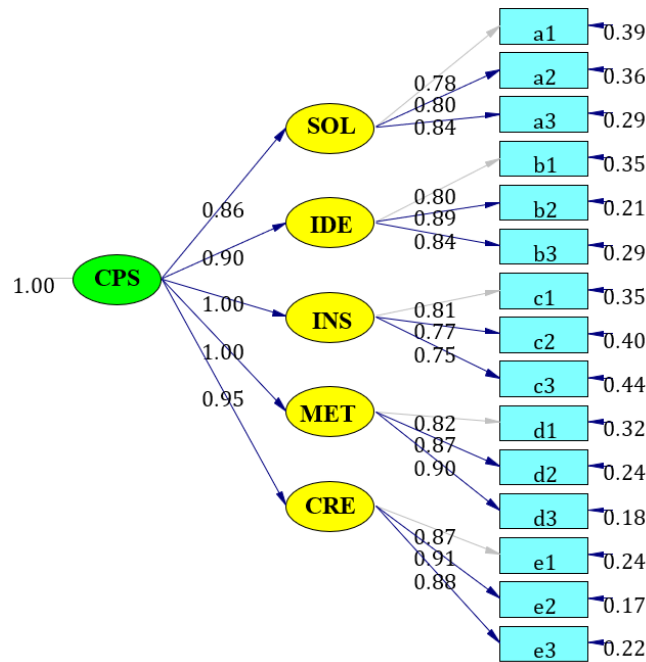 a1 0.39
a2 0.36
0.78
0.80
0.84
a3 0.29
SOL
b1 0.35
0.80
0.89
0.84
b2 0.21
IDE
b3 0.29
0.86
0.90
1.00
1.00
0.95
CPS
1.00
c1 0.35
0.81
0.77
0.75
INS
c2 0.40
c3 0.44
MET
0.82
0.87
0.90
d1 0.32
d2 0.24
d3 0.18
CRE
0.87
0.91
0.88
e1 0.24
e2 0.17
e3 0.22